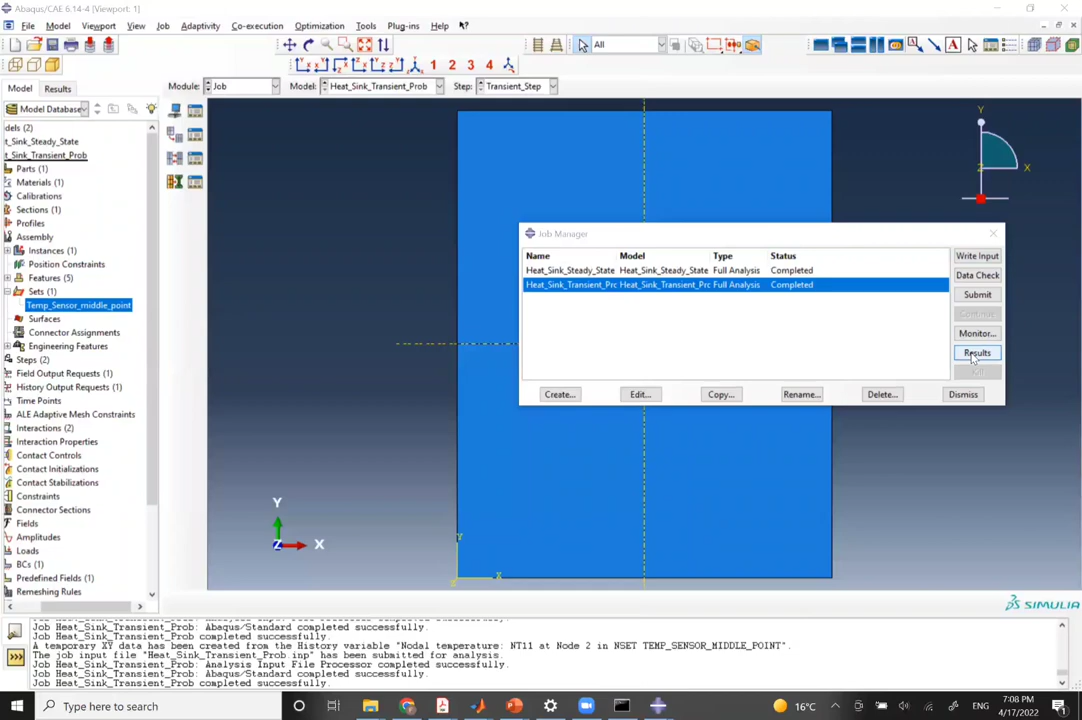 Abaqus/CAE 6.14-4 [Viewport: 1]
File Model Viewport View Job Adaptivity Co-execution Optimization Tools Plug-ins Help
All
1 2 3 4
Model Results
Module: Job Model: Heat_Sink_Transient_Prob Step: Transient_Step
Model Database
dels (2)
t_Sink_Steady_State
t_Sink_Transient_Prob
Parts (1)
Materials (1)
Calibrations
Sections (1)
Profiles
Assembly
Instances (1)
Position Constraints
Features (5)
Sets (1)
Temp_Sensor_middle_point
Surfaces
Connector Assignments
Engineering Features
Steps (2)
Field Output Requests (1)
History Output Requests (1)
Time Points
ALE Adaptive Mesh Constraints
Interactions (2)
Interaction Properties
Contact Controls
Contact Initializations
Contact Stabilizations
Constraints
Connector Sections
Fields
Amplitudes
Loads
BCs (1)
Predefined Fields (1)
Remeshing Rules
Y
X
Z
Job Manager
Name Model Type Status
Heat_Sink_Steady_State Heat_Sink_Steady_State Full Analysis Completed
Heat_Sink_Transient_Prc Heat_Sink_Transient_Prc Full Analysis Completed
Write Input
Data Check
Submit
Continue
Monitor...
Results
Kill
Create... Edit... Copy... Rename... Delete... Dismiss
Y
X
Y
Z X
SIMULIA
Job Heat_Sink_Transient_Prob completed successfully.
A temporary XY data has been created from the History variable "Nodal temperature: NT11 at Node 2 in NSET TEMP_SENSOR_MIDDLE_POINT".
The job input file "Heat_Sink_Transient_Prob.inp" has been submitted for analysis.
Job Heat_Sink_Transient_Prob: Analysis Input File Processor completed successfully.
Job Heat_Sink_Transient_Prob: Abaqus/Standard completed successfully.
Job Heat_Sink_Transient_Prob completed successfully.
Type here to search
16°C
ENG
7:08 PM
4/17/2022